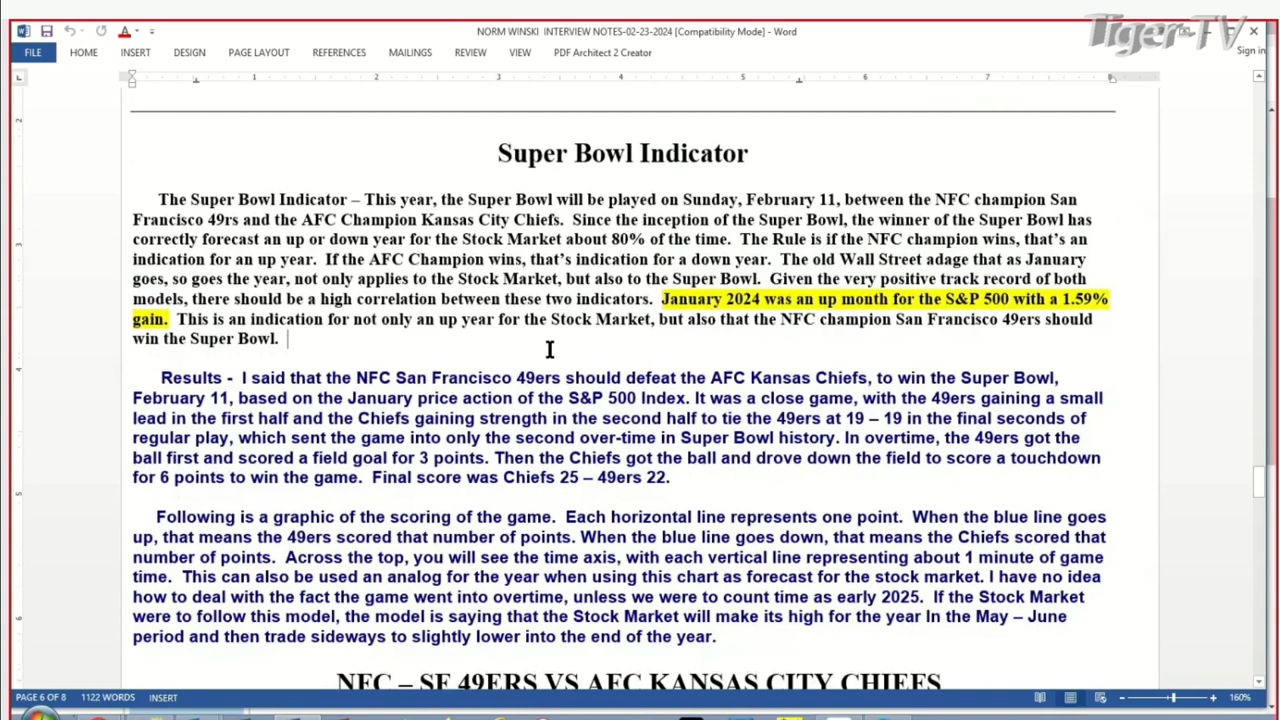 Tiger-TV
NORM WINSKI  INTERVIEW NOTES-02-23-2024 [Compatibility Mode] - Word
Sign in
FILE HOME INSERT DESIGN PAGE LAYOUT REFERENCES MAILINGS REVIEW VIEW PDF Architect 2 Creator
1 2 3 4 5 6 7 8
Super Bowl Indicator
The Super Bowl Indicator – This year, the Super Bowl will be played on Sunday, February 11, between the NFC champion San
Francisco 49rs and the AFC Champion Kansas City Chiefs.  Since the inception of the Super Bowl, the winner of the Super Bowl has
correctly forecast an up or down year for the Stock Market about 80% of the time.  The Rule is if the NFC champion wins, that's an
indication for an up year.  If the AFC Champion wins, that's indication for a down year.  The old Wall Street adage that as January
goes, so goes the year, not only applies to the Stock Market, but also to the Super Bowl.  Given the very positive track record of both
models, there should be a high correlation between these two indicators.  January 2024 was an up month for the S&P 500 with a 1.59%
gain.  This is an indication for not only an up year for the Stock Market, but also that the NFC champion San Francisco 49ers should
win the Super Bowl.
Results -  I said that the NFC San Francisco 49ers should defeat the AFC Kansas Chiefs, to win the Super Bowl,
February 11, based on the January price action of the S&P 500 Index. It was a close game, with the 49ers gaining a small
lead in the first half and the Chiefs gaining strength in the second half to tie the 49ers at 19 – 19 in the final seconds of
regular play, which sent the game into only the second over-time in Super Bowl history. In overtime, the 49ers got the
ball first and scored a field goal for 3 points. Then the Chiefs got the ball and drove down the field to score a touchdown
for 6 points to win the game.  Final score was Chiefs 25 – 49ers 22.
Following is a graphic of the scoring of the game.  Each horizontal line represents one point.  When the blue line goes
up, that means the 49ers scored that number of points. When the blue line goes down, that means the Chiefs scored that
number of points.  Across the top, you will see the time axis, with each vertical line representing about 1 minute of game
time.  This can also be used an analog for the year when using this chart as forecast for the stock market. I have no idea
how to deal with the fact the game went into overtime, unless we were to count time as early 2025.  If the Stock Market
were to follow this model, the model is saying that the Stock Market will make its high for the year In the May – June
period and then trade sideways to slightly lower into the end of the year.
NFC – SF 49ERS VS AFC KANSAS CITY CHIEFS
PAGE 6 OF 8 1122 WORDS INSERT 160%